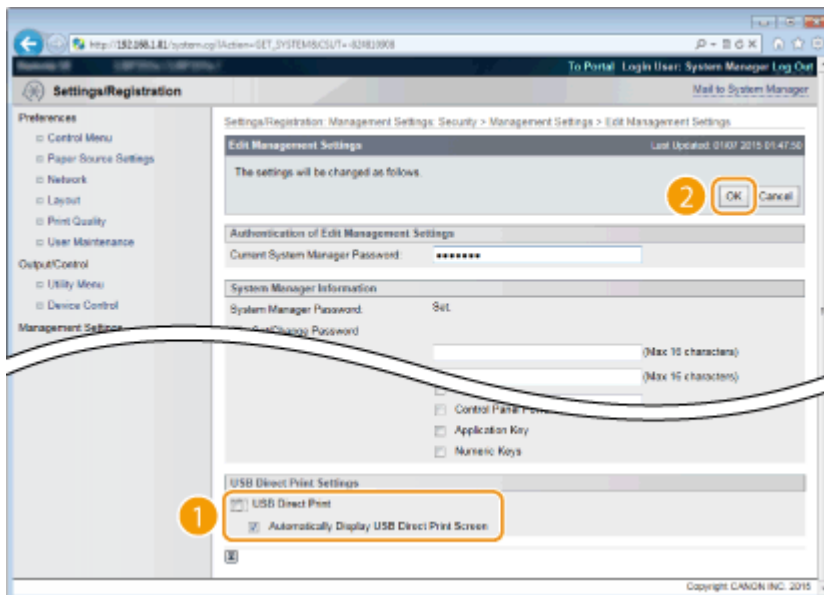 http://192.168.1.81/system.cgi?Action=GET_SYSTEM&CSUT=-824810908
To Portal Login User: System Manager Log Out
Settings/Registration
Mail to System Manager
Preferences
Control Menu
Paper Source Settings
Network
Layout
Print Quality
User Maintenance
Output/Control
Utility Menu
Device Control
Management Settings
Settings/Registration: Management Settings: Security > Management Settings > Edit Management Settings
Edit Management Settings
Last Updated: 01/07 2015 01:47:50
The settings will be changed as follows.
2
OK
Cancel
Authentication of Edit Management Settings
Current System Manager Password:
System Manager Information
System Manager Password:
Set.
Set/Change Password
(Max 16 characters)
(Max 16 characters)
Control Panel
Application Key
Numeric Keys
USB Direct Print Settings
1
USB Direct Print
Automatically Display USB Direct Print Screen
Copyright CANON INC. 2015